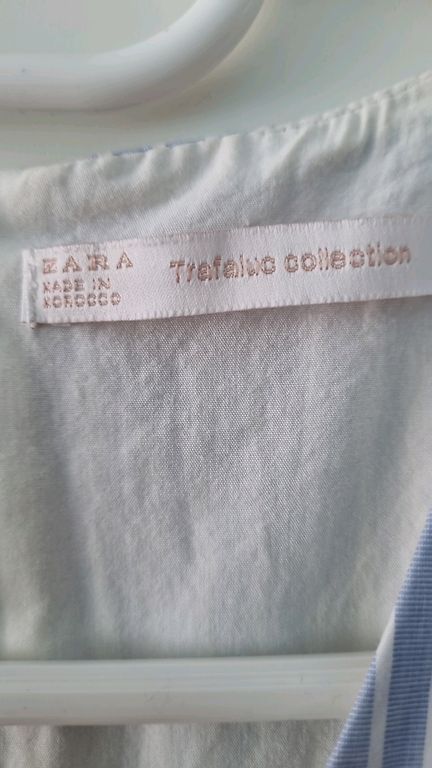 ZARA
MADE IN
MOROCCO
Trafaluc collection